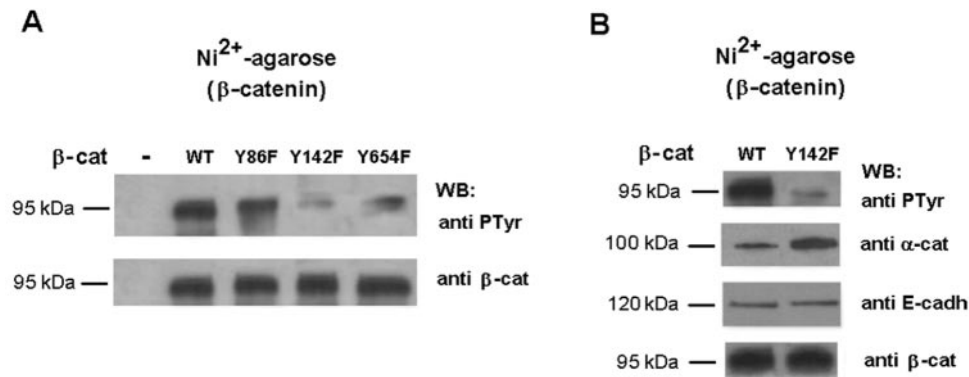 A
Ni2+-agarose
(β-catenin)
β-cat - WT Y86F Y142F Y654F
95 kDa
WB:
anti PTyr
95 kDa
anti β-cat
B
Ni2+-agarose
(β-catenin)
β-cat WT Y142F
95 kDa
WB:
anti PTyr
100 kDa anti α-cat
120 kDa anti E-cadh
95 kDa anti β-cat